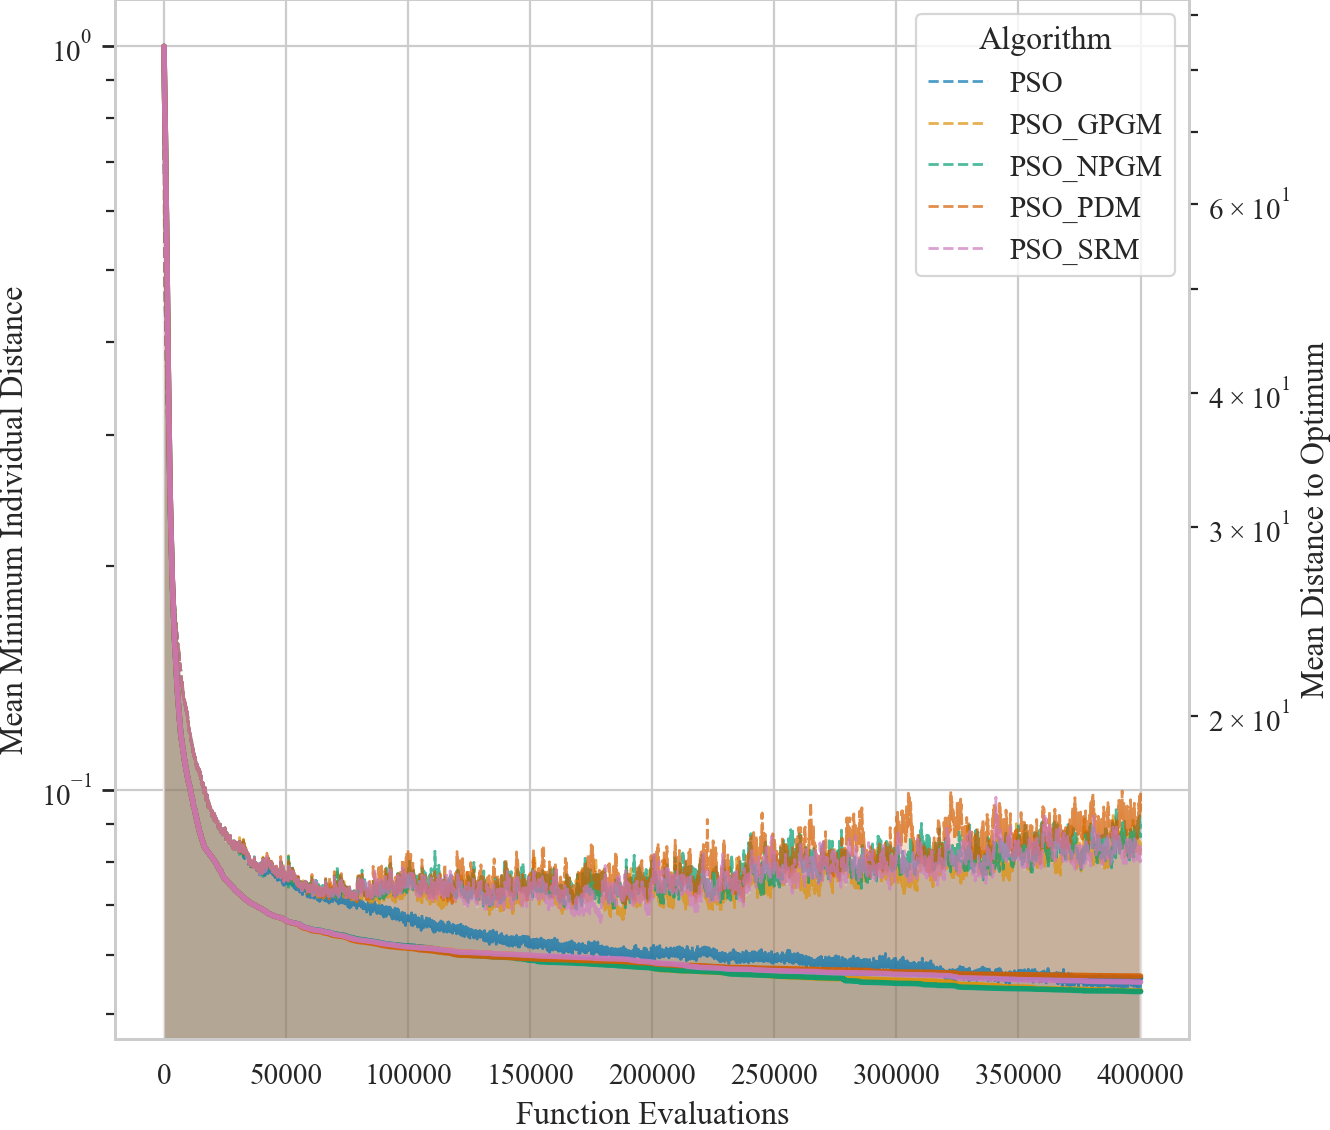 Algorithm
PSO
PSO_GPGM
PSO_NPGM
PSO_PDM
PSO_SRM
10^0
10^−1
Mean Minimum Individual Distance
6 × 10^1
4 × 10^1
3 × 10^1
2 × 10^1
Mean Distance to Optimum
0 50000 100000 150000 200000 250000 300000 350000 400000
Function Evaluations